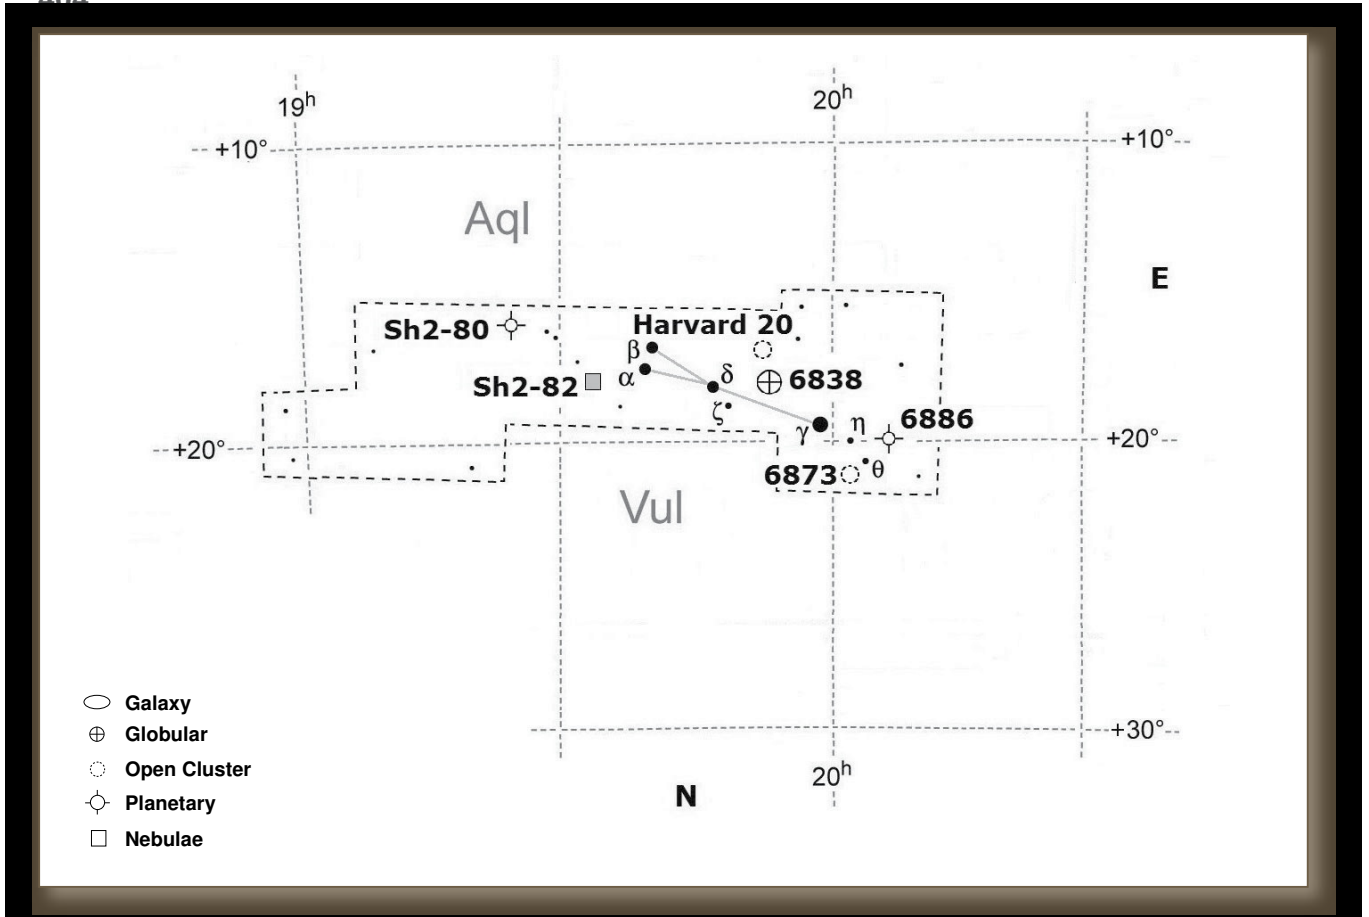 19h
20h
+10°
+10°
Aql
E
Sh2-80
Harvard 20
β
α
δ
6838
Sh2-82
ζ
γ
η
6886
+20°
+20°
6873
θ
Vul
+30°
20h
N
Galaxy
Globular
Open Cluster
Planetary
Nebulae